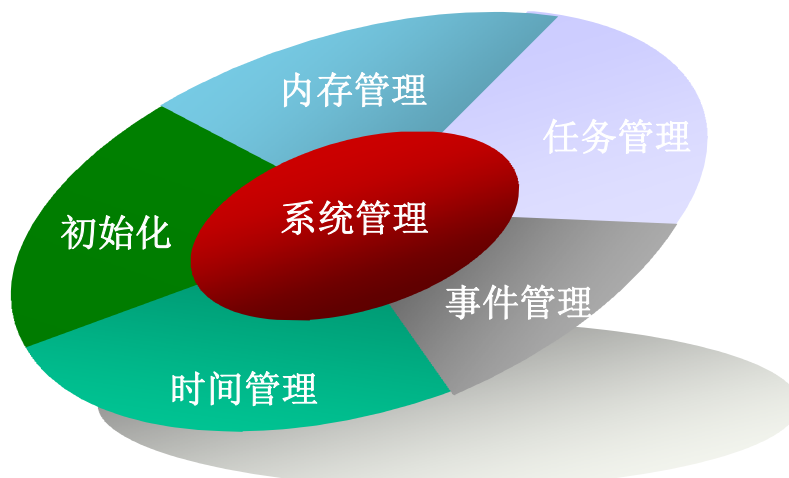 内存管理
任务管理
初始化
系统管理
事件管理
时间管理